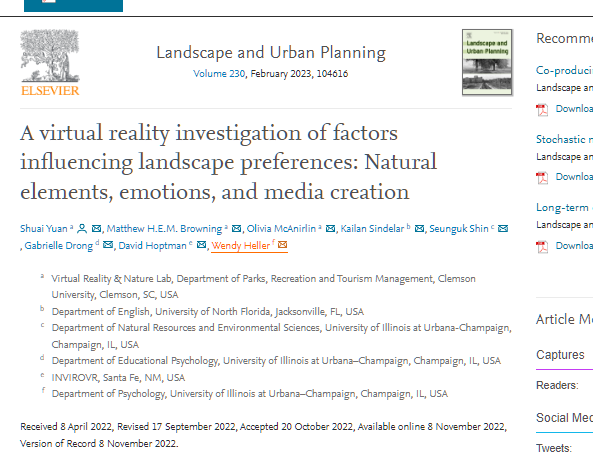 Landscape and Urban Planning
Volume 230, February 2023, 104616
ELSEVIER
Landscape and Urban Planning
A virtual reality investigation of factors
influencing landscape preferences: Natural
elements, emotions, and media creation
Shuai Yuan a, Matthew H.E.M. Browning a, Olivia McAnirlin a, Kailan Sindelar b, Seunguk Shin c
, Gabrielle Drong d, David Hoptman e, Wendy Heller f
a Virtual Reality & Nature Lab, Department of Parks, Recreation and Tourism Management, Clemson
University, Clemson, SC, USA
b Department of English, University of North Florida, Jacksonville, FL, USA
c Department of Natural Resources and Environmental Sciences, University of Illinois at Urbana-Champaign,
Champaign, IL, USA
d Department of Educational Psychology, University of Illinois at Urbana–Champaign, Champaign, IL, USA
e INVIROVR, Santa Fe, NM, USA
f Department of Psychology, University of Illinois at Urbana–Champaign, Champaign, IL, USA
Received 8 April 2022, Revised 17 September 2022, Accepted 20 October 2022, Available online 8 November 2022,
Version of Record 8 November 2022.
Recomme
Co-produci
Landscape an
Downloa
Stochastic n
Landscape an
Downloa
Long-term
Landscape an
Downloa
Article Me
Captures
Readers:
Social Med
Tweets: